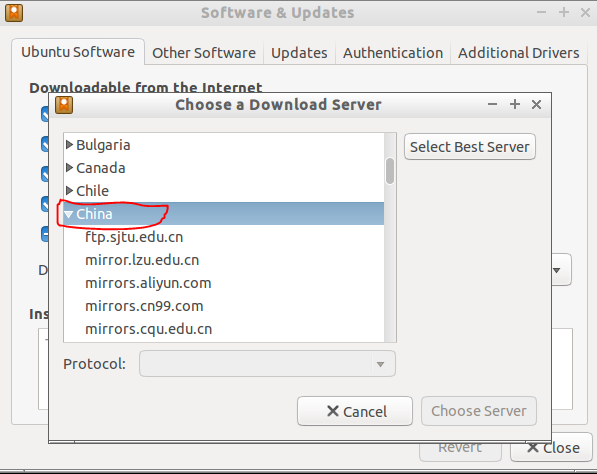 Software & Updates
Ubuntu Software Other Software Updates Authentication Additional Drivers
Downloadable from the Internet
Choose a Download Server
Bulgaria
Select Best Server
Canada
Chile
China
ftp.sjtu.edu.cn
mirror.lzu.edu.cn
mirrors.aliyun.com
D
mirrors.cn99.com
Ins
mirrors.cqu.edu.cn
Protocol:
Cancel Choose Server
Revert Close